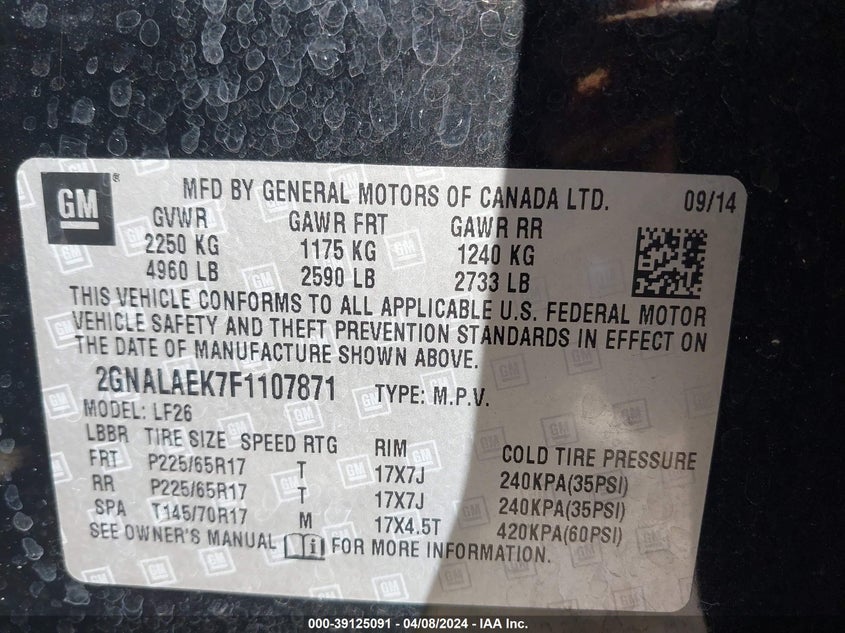 GM ® MFD BY GENERAL MOTORS OF CANADA LTD. 09/14
GVWR GAWR FRT GAWR RR
2250 KG 1175 KG 1240 KG
4960 LB 2590 LB 2733 LB
THIS VEHICLE CONFORMS TO ALL APPLICABLE U.S. FEDERAL MOTOR
VEHICLE SAFETY AND THEFT PREVENTION STANDARDS IN EFFECT ON
THE DATE OF MANUFACTURE SHOWN ABOVE.
2GNALAEK7F1107871 TYPE: M.P.V.
MODEL: LF26
LBBR TIRE SIZE SPEED RTG RIM COLD TIRE PRESSURE
FRT P225/65R17 T 17X7J 240KPA(35PSI)
RR P225/65R17 T 17X7J 240KPA(35PSI)
SPA T145/70R17 M 17X4.5T 420KPA(60PSI)
SEE OWNER'S MANUAL FOR MORE INFORMATION.
000-39125091 - 04/08/2024 - IAA Inc.